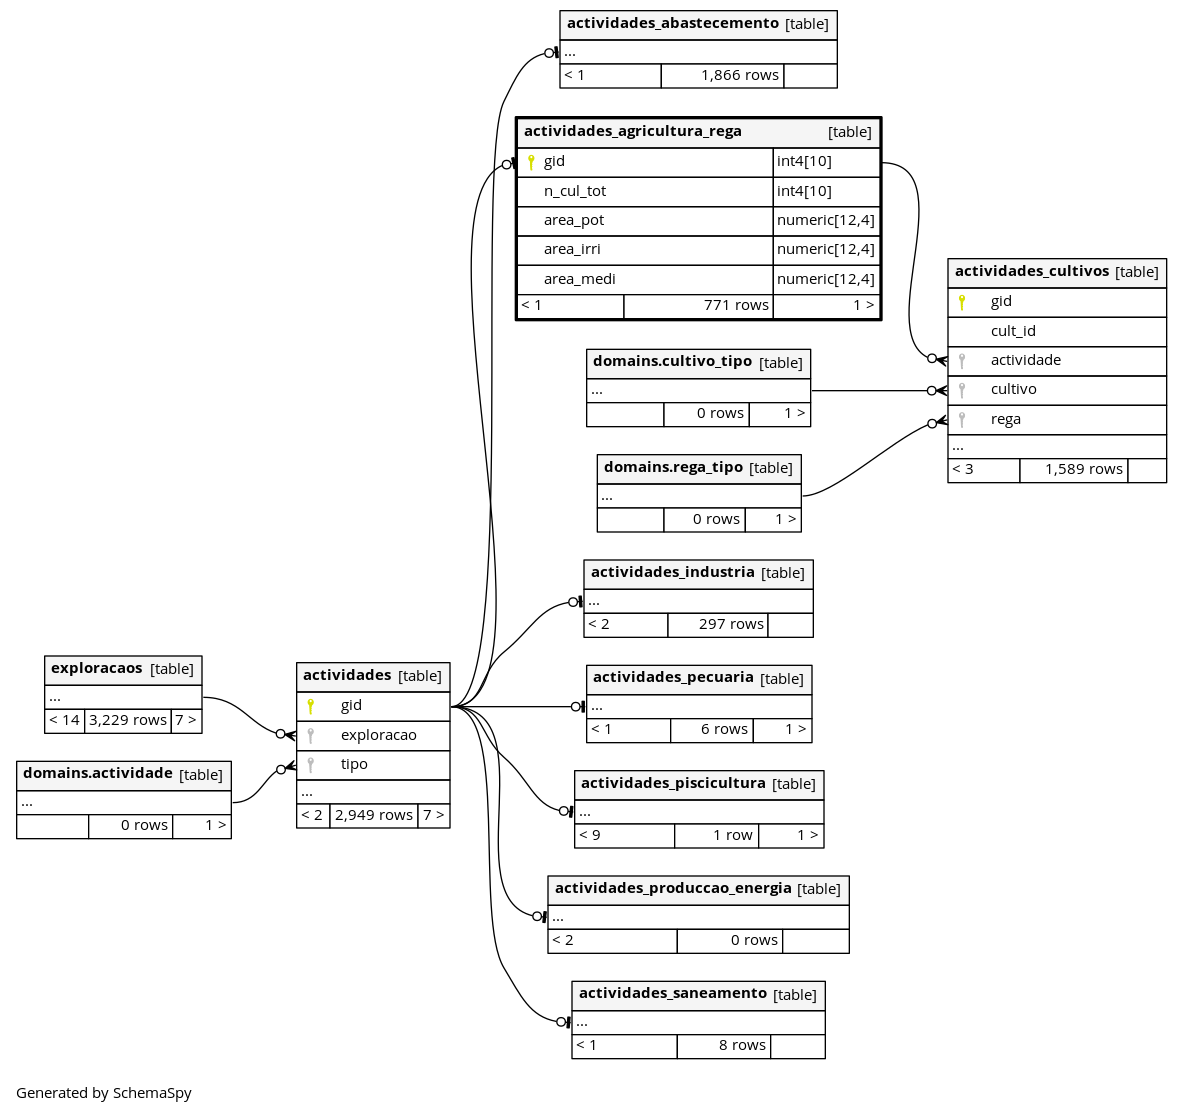 actividades_abastecemento [table]
...
< 1 1,866 rows
actividades_agricultura_rega [table]
gid int4[10]
n_cul_tot int4[10]
area_pot numeric[12,4]
area_irri numeric[12,4]
area_medi numeric[12,4]
< 1 771 rows 1 >
actividades_cultivos [table]
gid
cult_id
actividade
cultivo
rega
...
< 3 1,589 rows
domains.cultivo_tipo [table]
...
0 rows 1 >
domains.rega_tipo [table]
...
0 rows 1 >
actividades_industria [table]
...
< 2 297 rows
exploracaos [table]
...
< 14 3,229 rows 7 >
actividades [table]
gid
exploracao
tipo
...
< 2 2,949 rows 7 >
domains.actividade [table]
...
0 rows 1 >
actividades_pecuaria [table]
...
< 1 6 rows 1 >
actividades_piscicultura [table]
...
< 9 1 row 1 >
actividades_produccao_energia [table]
...
< 2 0 rows
actividades_saneamento [table]
...
< 1 8 rows
Generated by SchemaSpy